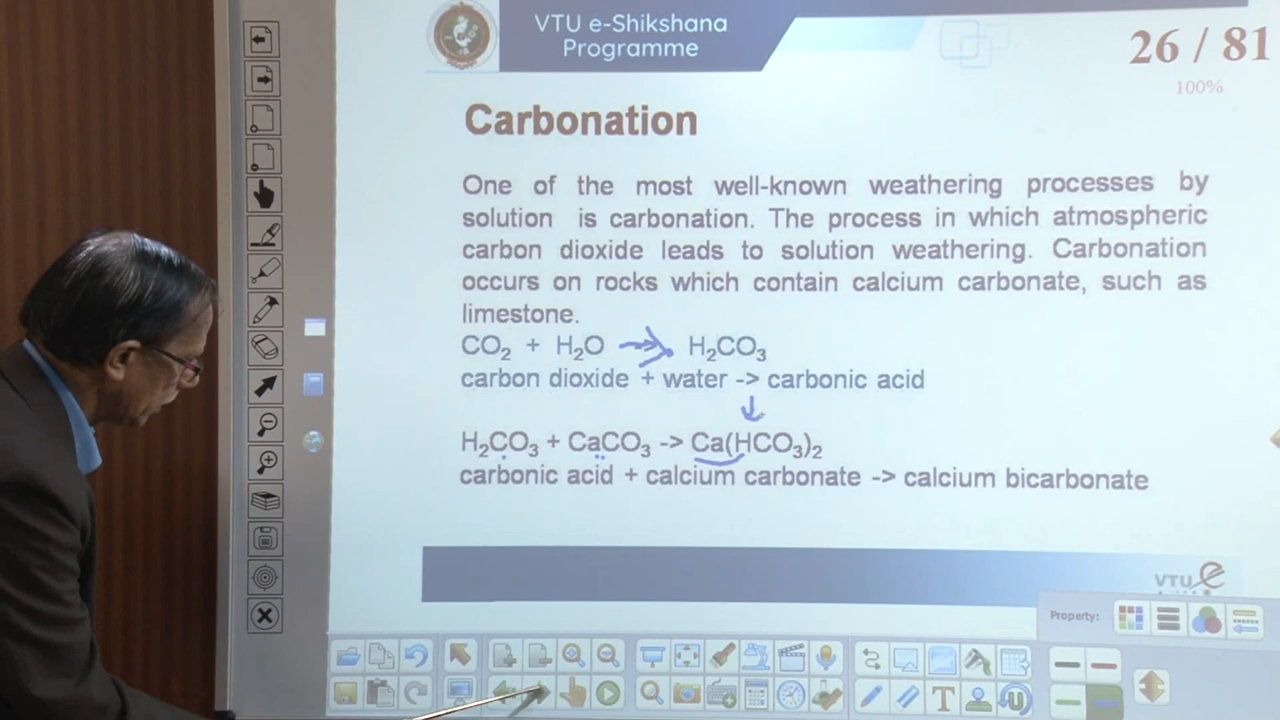 VTU e-Shikshana
Programme
26 / 81
100%
Carbonation
One of the most well-known weathering processes by
solution is carbonation. The process in which atmospheric
carbon dioxide leads to solution weathering. Carbonation
occurs on rocks which contain calcium carbonate, such as
limestone.
CO₂ + H₂O → H₂CO₃
carbon dioxide + water -> carbonic acid
H₂CO₃ + CaCO₃ -> Ca(HCO₃)₂
carbonic acid + calcium carbonate -> calcium bicarbonate
VTU e
Property: